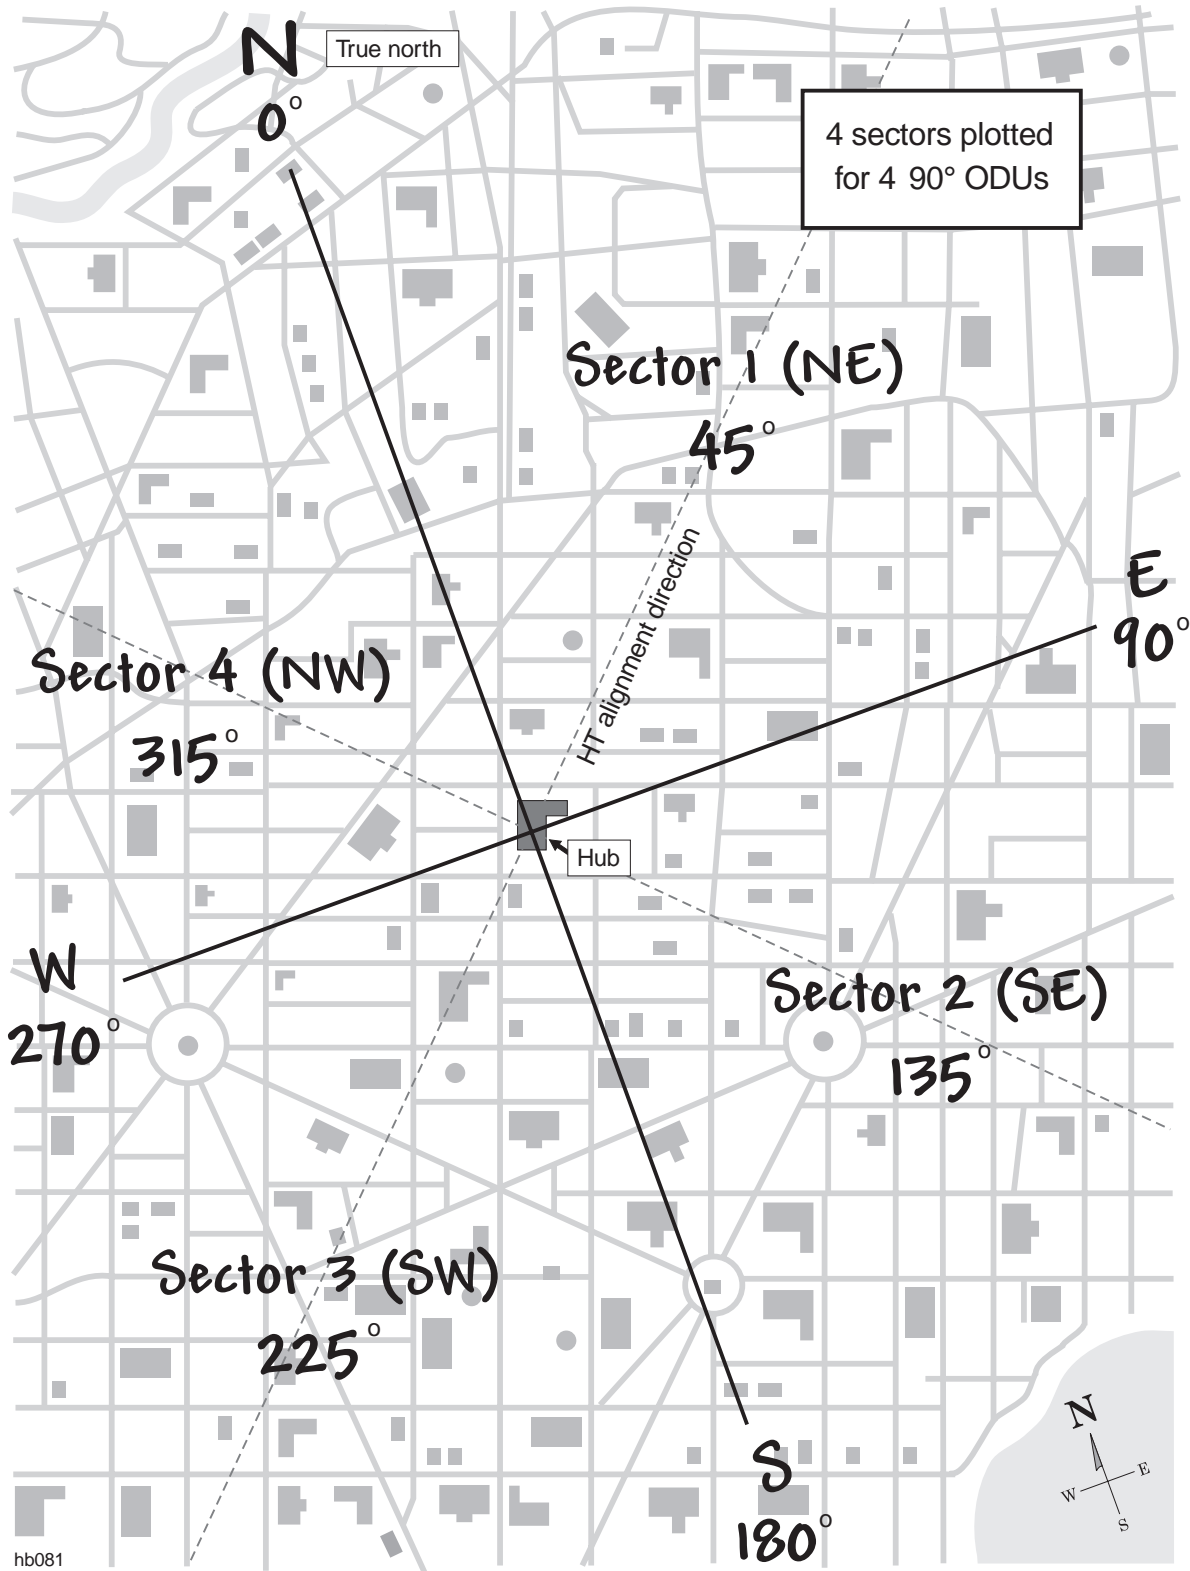 N
True north
0°
4 sectors plotted
for 4 90° ODUs
Sector 1 (NE)
45°
HT alignment direction
E
90°
Sector 4 (NW)
315°
Hub
W
270°
Sector 2 (SE)
135°
Sector 3 (SW)
225°
S
180°
N
W
E
S
hb081